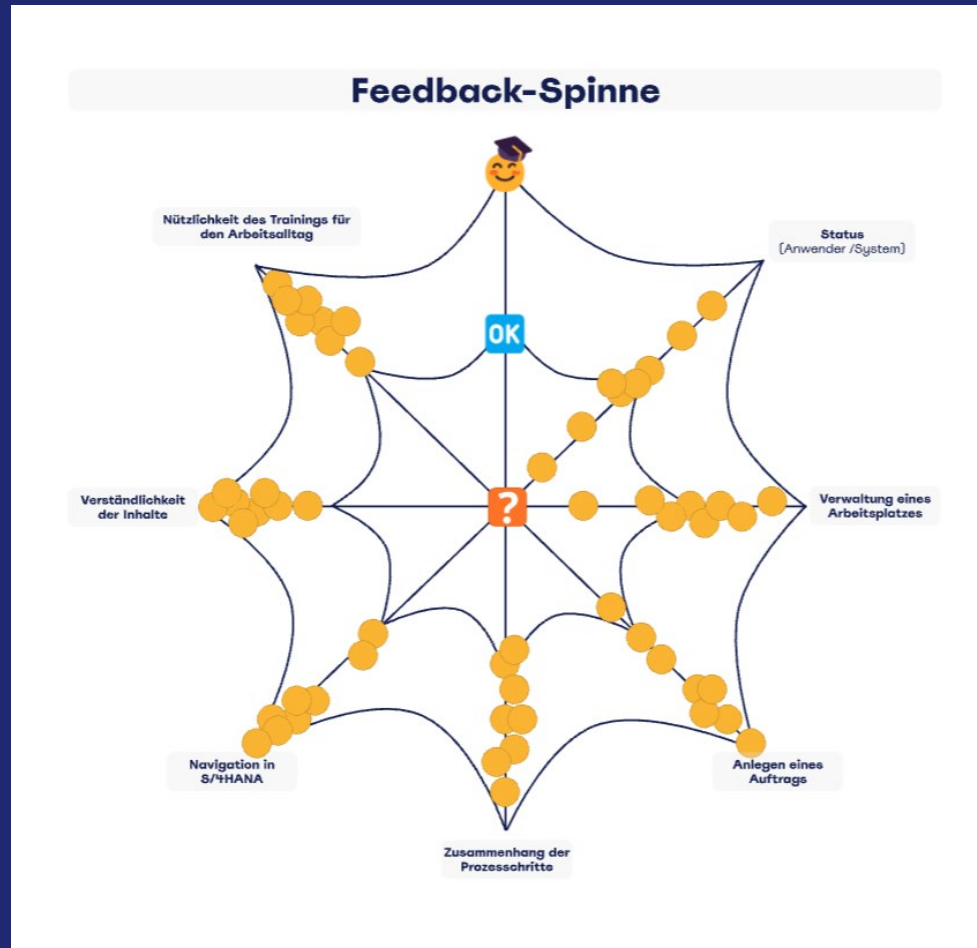 Feedback-Spinne
Nützlichkeit des Trainings für
den Arbeitsalltag
Status
(Anwender /System)
OK
Verständlichkeit
der Inhalte
?
Verwaltung eines
Arbeitsplatzes
Navigation in
S/4HANA
Anlegen eines
Auftrags
Zusammenhang der
Prozesschritte